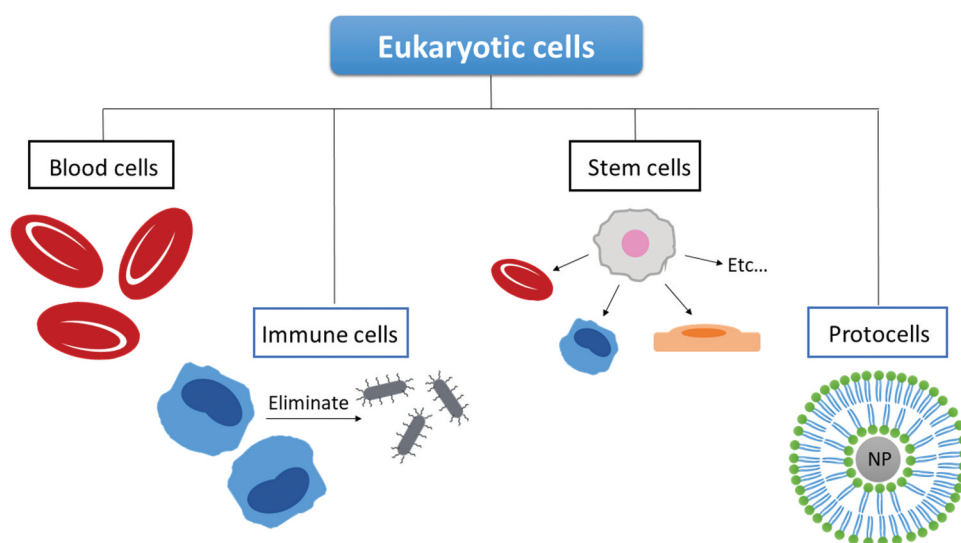 Eukaryotic cells
Blood cells
Stem cells
Etc...
Immune cells
Protocells
Eliminate
NP